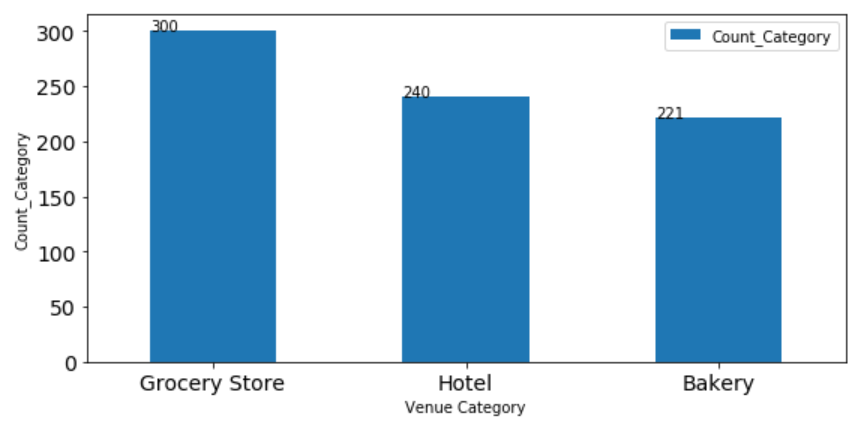 Count_Category
300
250
200
150
100
50
0
300
240
221
Count_Category
Grocery Store
Hotel
Bakery
Venue Category